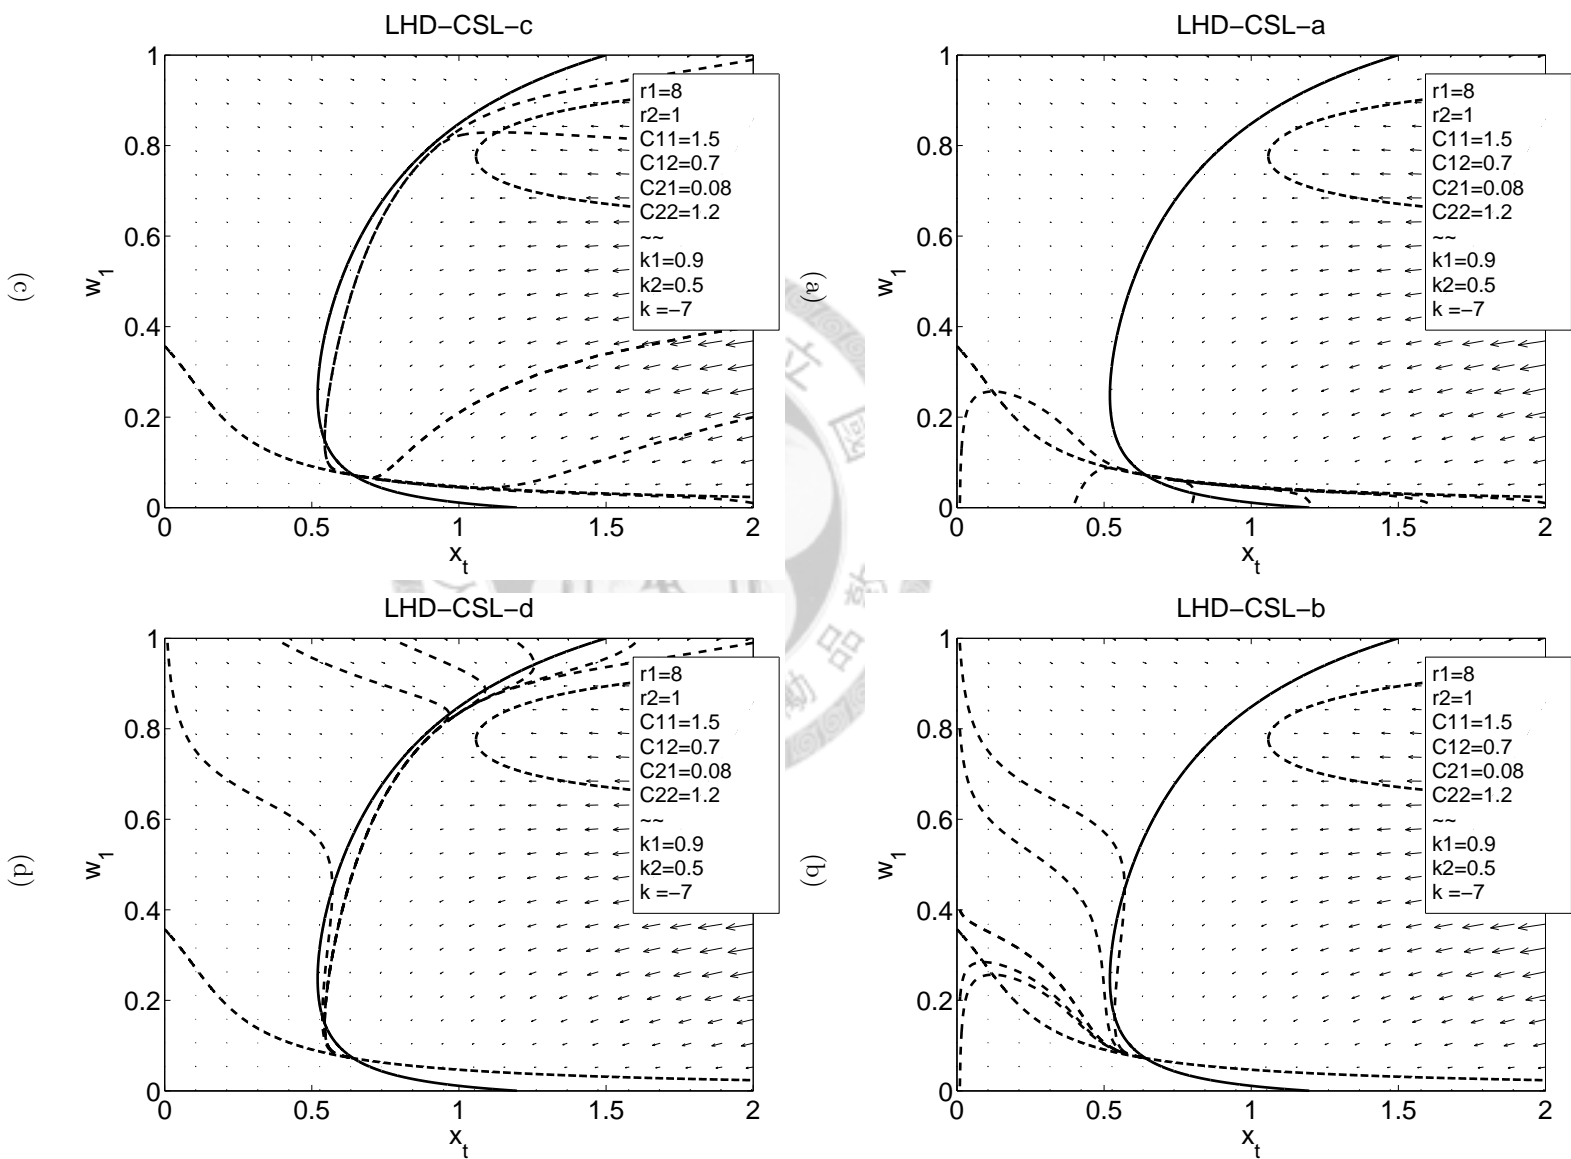 LHD−CSL−c
1
0.8
0.6
0.4
0.2
0
0
0.5
1
1.5
2
w1
xt
r1=8
r2=1
C11=1.5
C12=0.7
C21=0.08
C22=1.2
~~
k1=0.9
k2=0.5
k =−7
(c)
LHD−CSL−a
1
0.8
0.6
0.4
0.2
0
0
0.5
1
1.5
2
w1
xt
r1=8
r2=1
C11=1.5
C12=0.7
C21=0.08
C22=1.2
~~
k1=0.9
k2=0.5
k =−7
(a)
LHD−CSL−d
1
0.8
0.6
0.4
0.2
0
0
0.5
1
1.5
2
w1
xt
r1=8
r2=1
C11=1.5
C12=0.7
C21=0.08
C22=1.2
~~
k1=0.9
k2=0.5
k =−7
(d)
LHD−CSL−b
1
0.8
0.6
0.4
0.2
0
0
0.5
1
1.5
2
w1
xt
r1=8
r2=1
C11=1.5
C12=0.7
C21=0.08
C22=1.2
~~
k1=0.9
k2=0.5
k =−7
(b)
立
國
品
勵